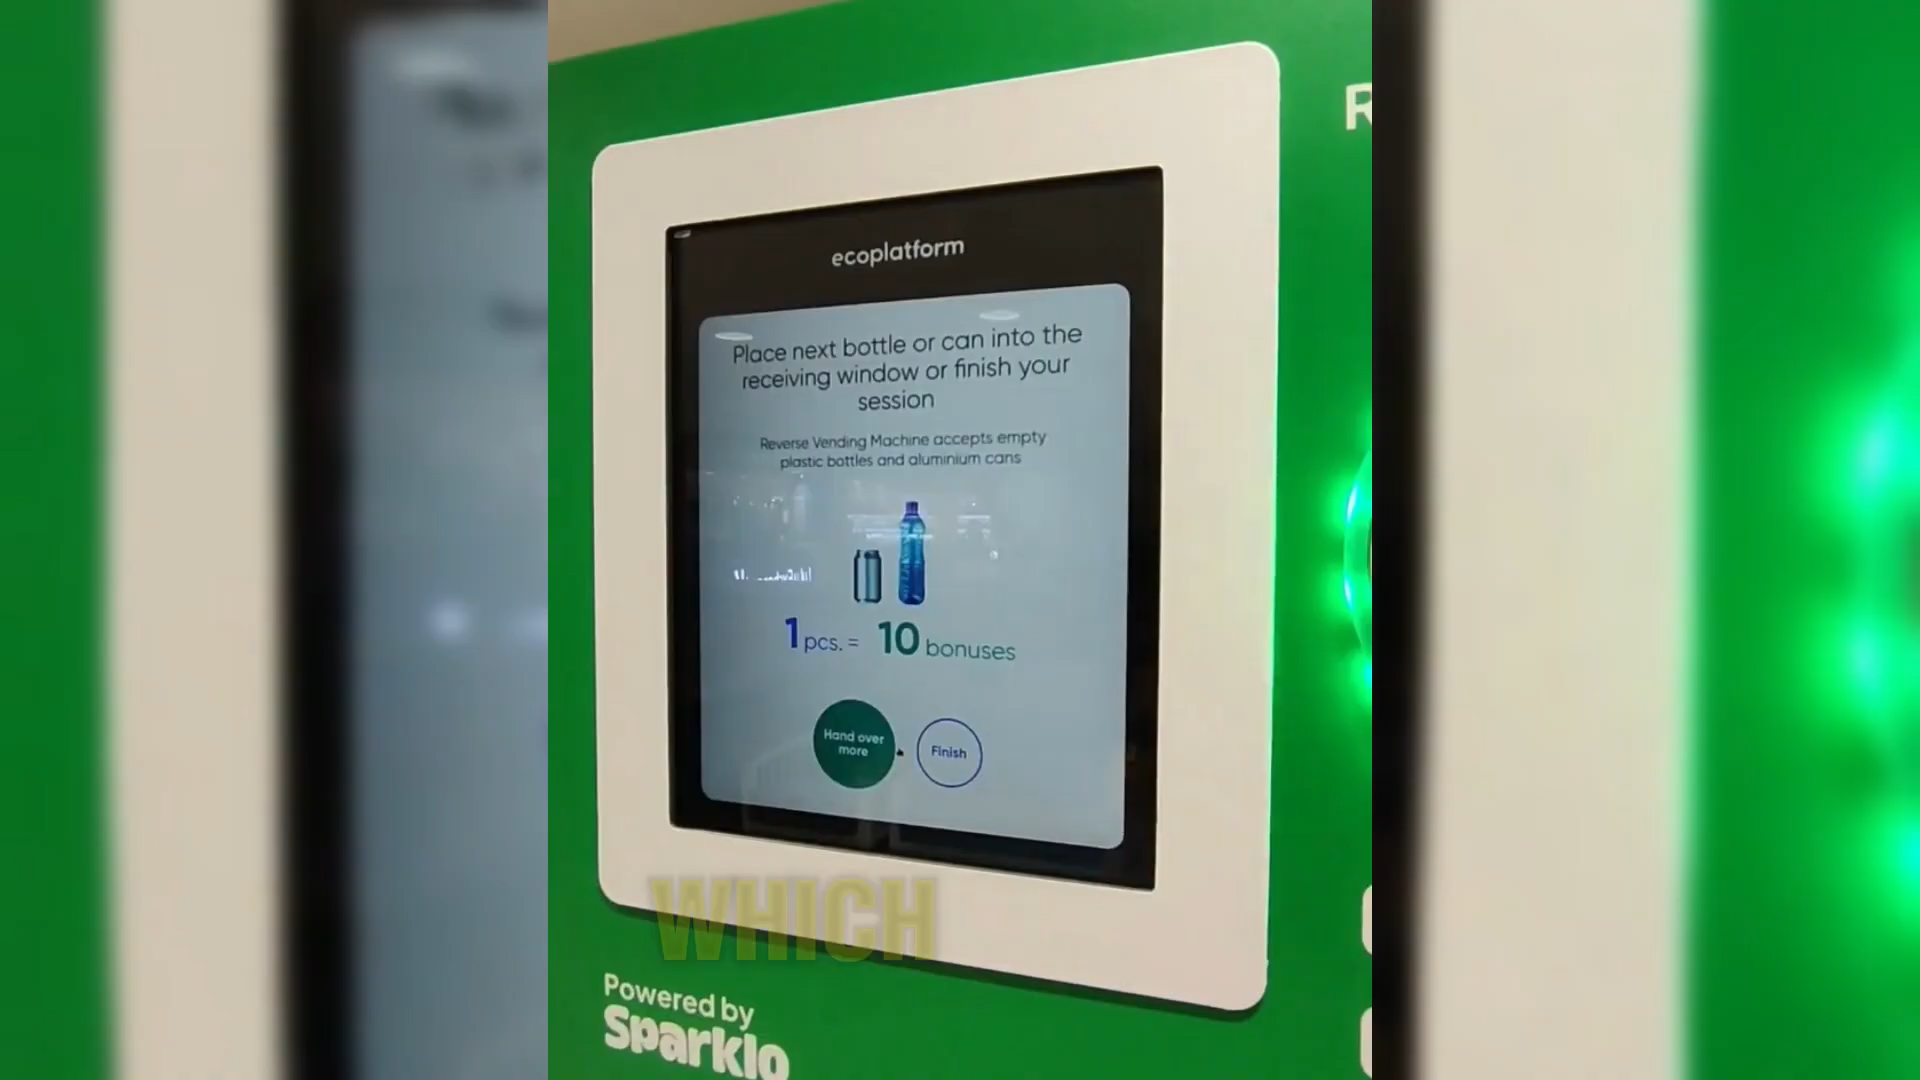 ecoplatform
Place next bottle or can into the
receiving window or finish your
session
Reverse Vending Machine accepts empty
plastic bottles and aluminium cans
1 pcs. = 10 bonuses
Hand over
more
Finish
WHICH
Powered by
Sparklo